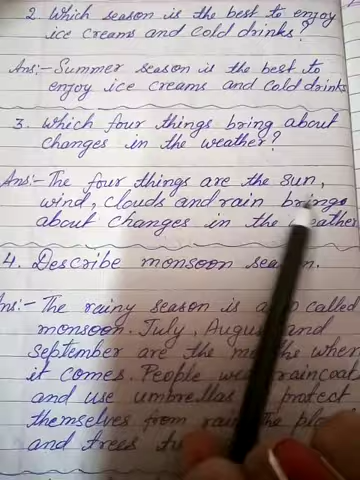 2. Which season is the best to enjoy
ice creams and cold drinks?
Ans:- Summer season is the best to
enjoy ice creams and cold drinks
3. Which four things bring about
changes in the weather?
Ans:- The four things are the sun,
wind, clouds and rain brings
about changes in the weather
4. Describe monsoon season.
Ans:- The rainy season is also called
monsoon. July, August and
September are the months when
it comes. People wear raincoat
and use umbrellas protect
themselves from rain. The
and trees